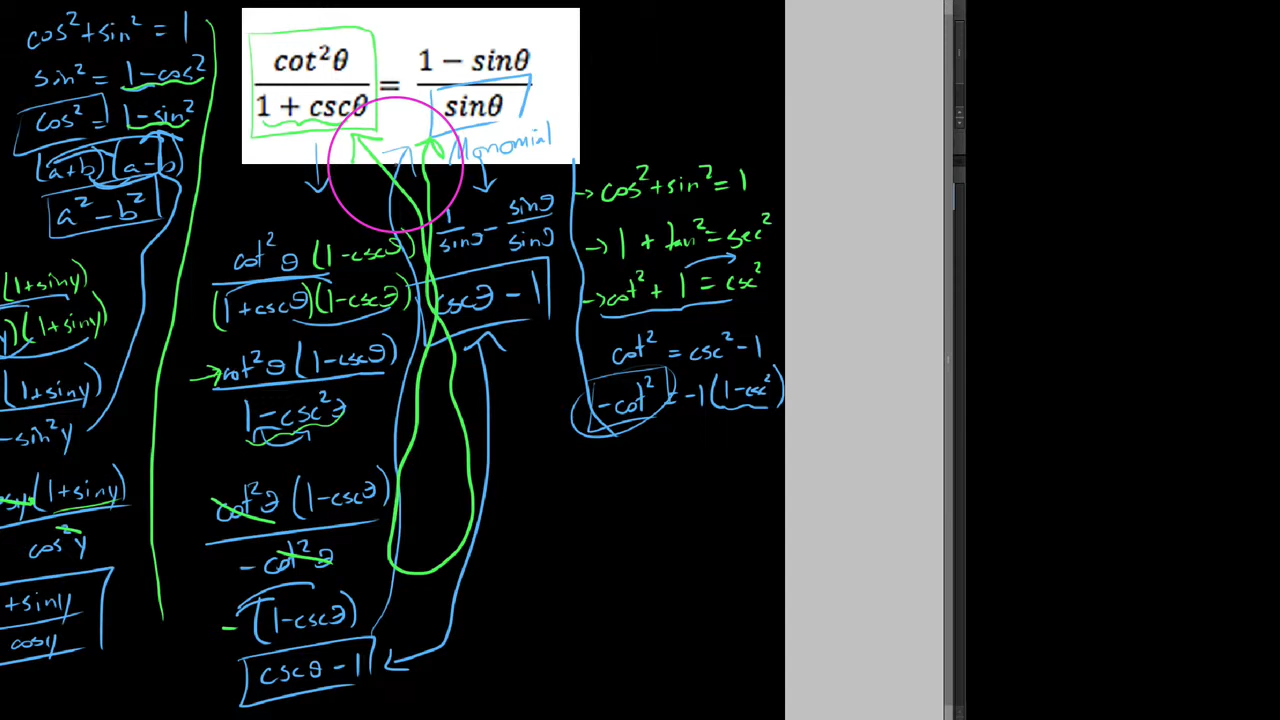 cos² + sin² = 1
sin² = 1 - cos²
cos² = 1 - sin²
(a+b)(a-b)
a² - b²
(1+siny)
y)(1+siny)
(1+siny)
-sin²y
osy(1+siny)
cos²y
+siny
cosy
cot²θ / 1 + cscθ = 1 - sinθ / sinθ
Monomial
cot²θ (1-cscθ)
(1+cscθ)(1-cscθ)
cot²θ (1-cscθ)
1 - csc²θ
cot²θ (1-cscθ)
-cot²θ
-(1-cscθ)
cscθ - 1
1/sinθ - sinθ/sinθ
cscθ - 1
→ cos² + sin² = 1
→ 1 + tan² = sec²
→ cot² + 1 = csc²
cot² = csc² - 1
-cot² = -1(1-csc²)